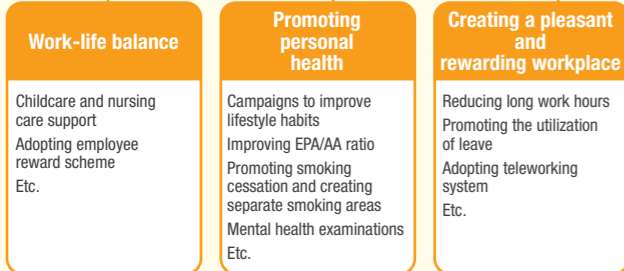 Work-life balance
Childcare and nursing
care support
Adopting employee
reward scheme
Etc.
Promoting
personal
health
Campaigns to improve
lifestyle habits
Improving EPA/AA ratio
Promoting smoking
cessation and creating
separate smoking areas
Mental health examinations
Etc.
Creating a pleasant
and
rewarding workplace
Reducing long work hours
Promoting the utilization
of leave
Adopting teleworking
system
Etc.